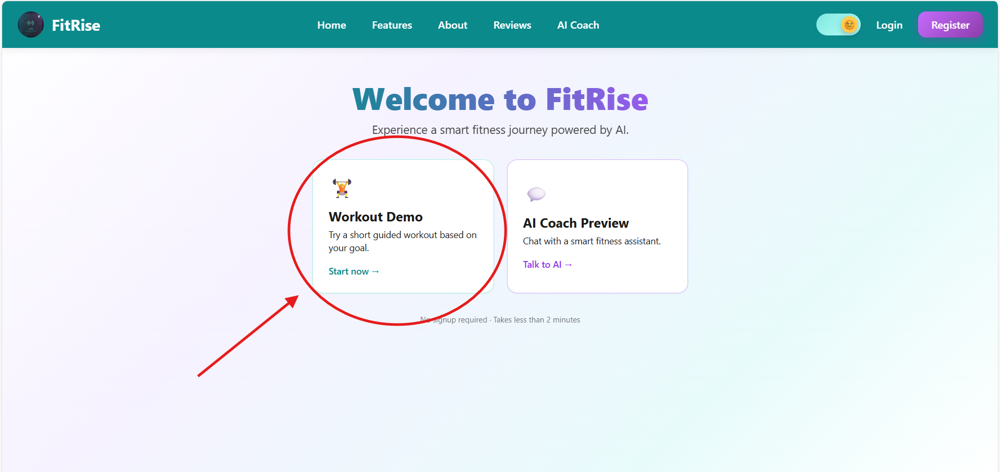 FitRise
Home
Features
About
Reviews
AI Coach
Login
Register
Welcome to FitRise
Experience a smart fitness journey powered by AI.
Workout Demo
Try a short guided workout based on
your goal.
Start now →
AI Coach Preview
Chat with a smart fitness assistant.
Talk to AI →
No signup required · Takes less than 2 minutes